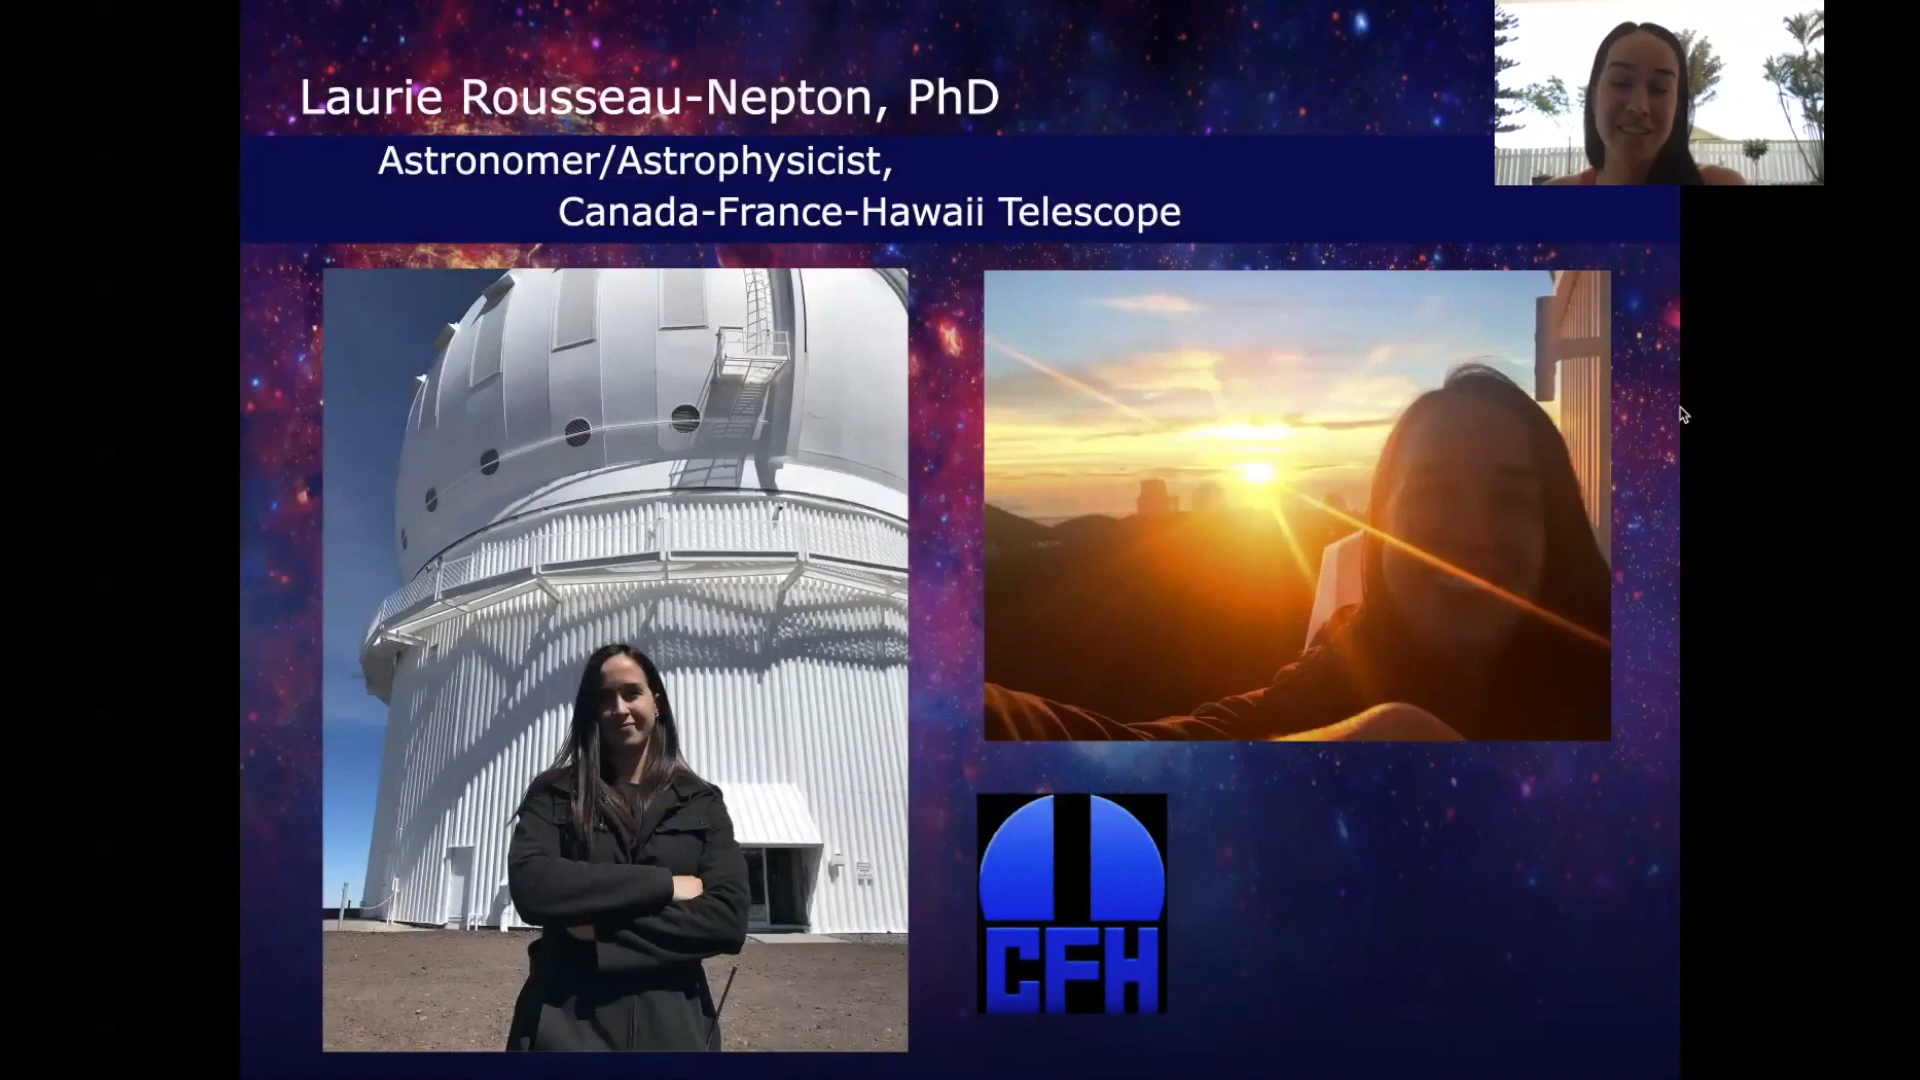 Laurie Rousseau-Nepton, PhD
Astronomer/Astrophysicist,
Canada-France-Hawaii Telescope
CFH